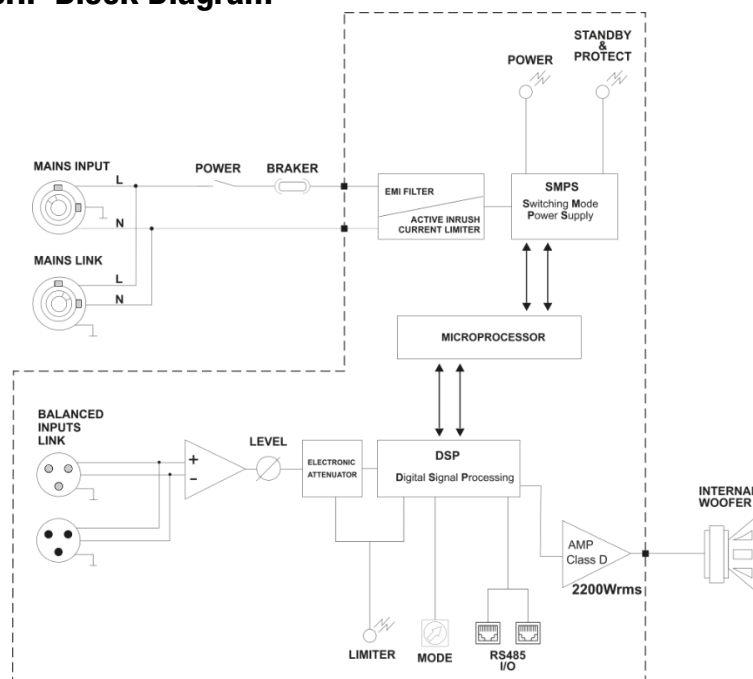 Block Diagram
STANDBY
&
PROTECT
POWER
MAINS INPUT
L
POWER
BRAKER
N
EMI FILTER
ACTIVE INRUSH
CURRENT LIMITER
SMPS
Switching Mode
Power Supply
MAINS LINK
L
N
MICROPROCESSOR
BALANCED
INPUTS
LINK
+
-
LEVEL
ELECTRONIC
ATTENUATOR
DSP
Digital Signal Processing
INTERNAL
WOOFER
AMP
Class D
2200Wrms
LIMITER
MODE
RS485
I/O